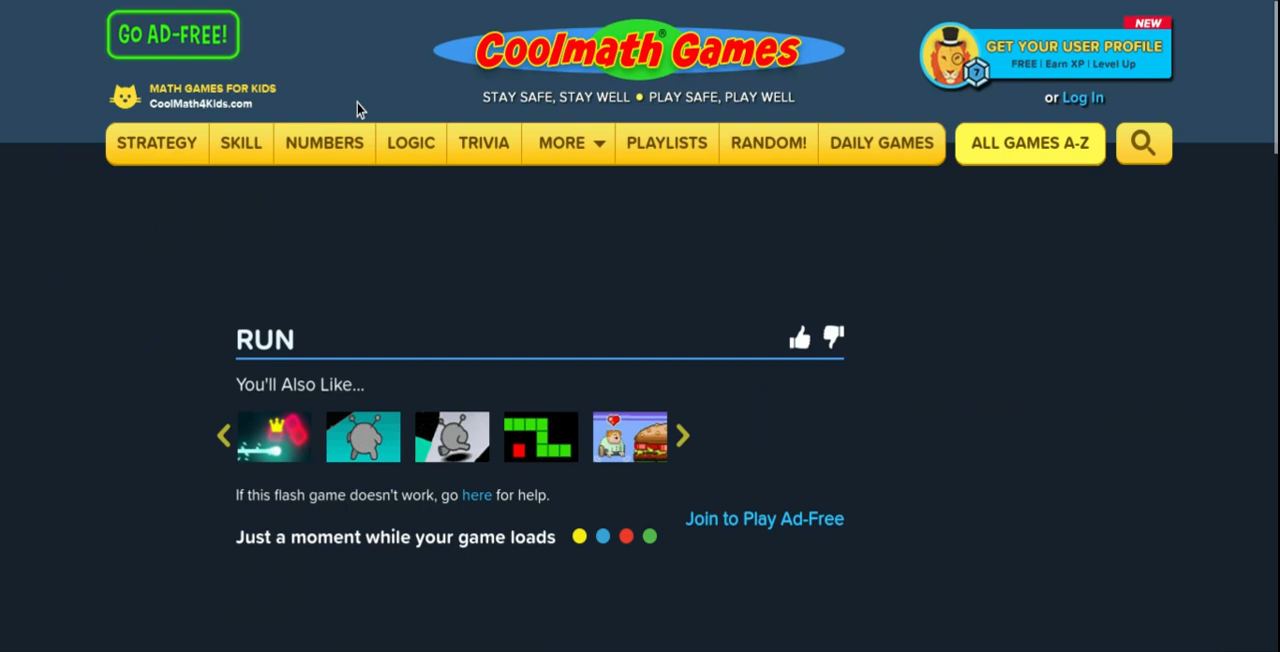 GO AD-FREE!
MATH GAMES FOR KIDS
CoolMath4Kids.com
Coolmath Games®
STAY SAFE, STAY WELL • PLAY SAFE, PLAY WELL
NEW
GET YOUR USER PROFILE
FREE | Earn XP | Level Up
7
or Log In
STRATEGY SKILL NUMBERS LOGIC TRIVIA MORE PLAYLISTS RANDOM! DAILY GAMES ALL GAMES A-Z
RUN
You'll Also Like...
If this flash game doesn't work, go here for help.
Join to Play Ad-Free
Just a moment while your game loads